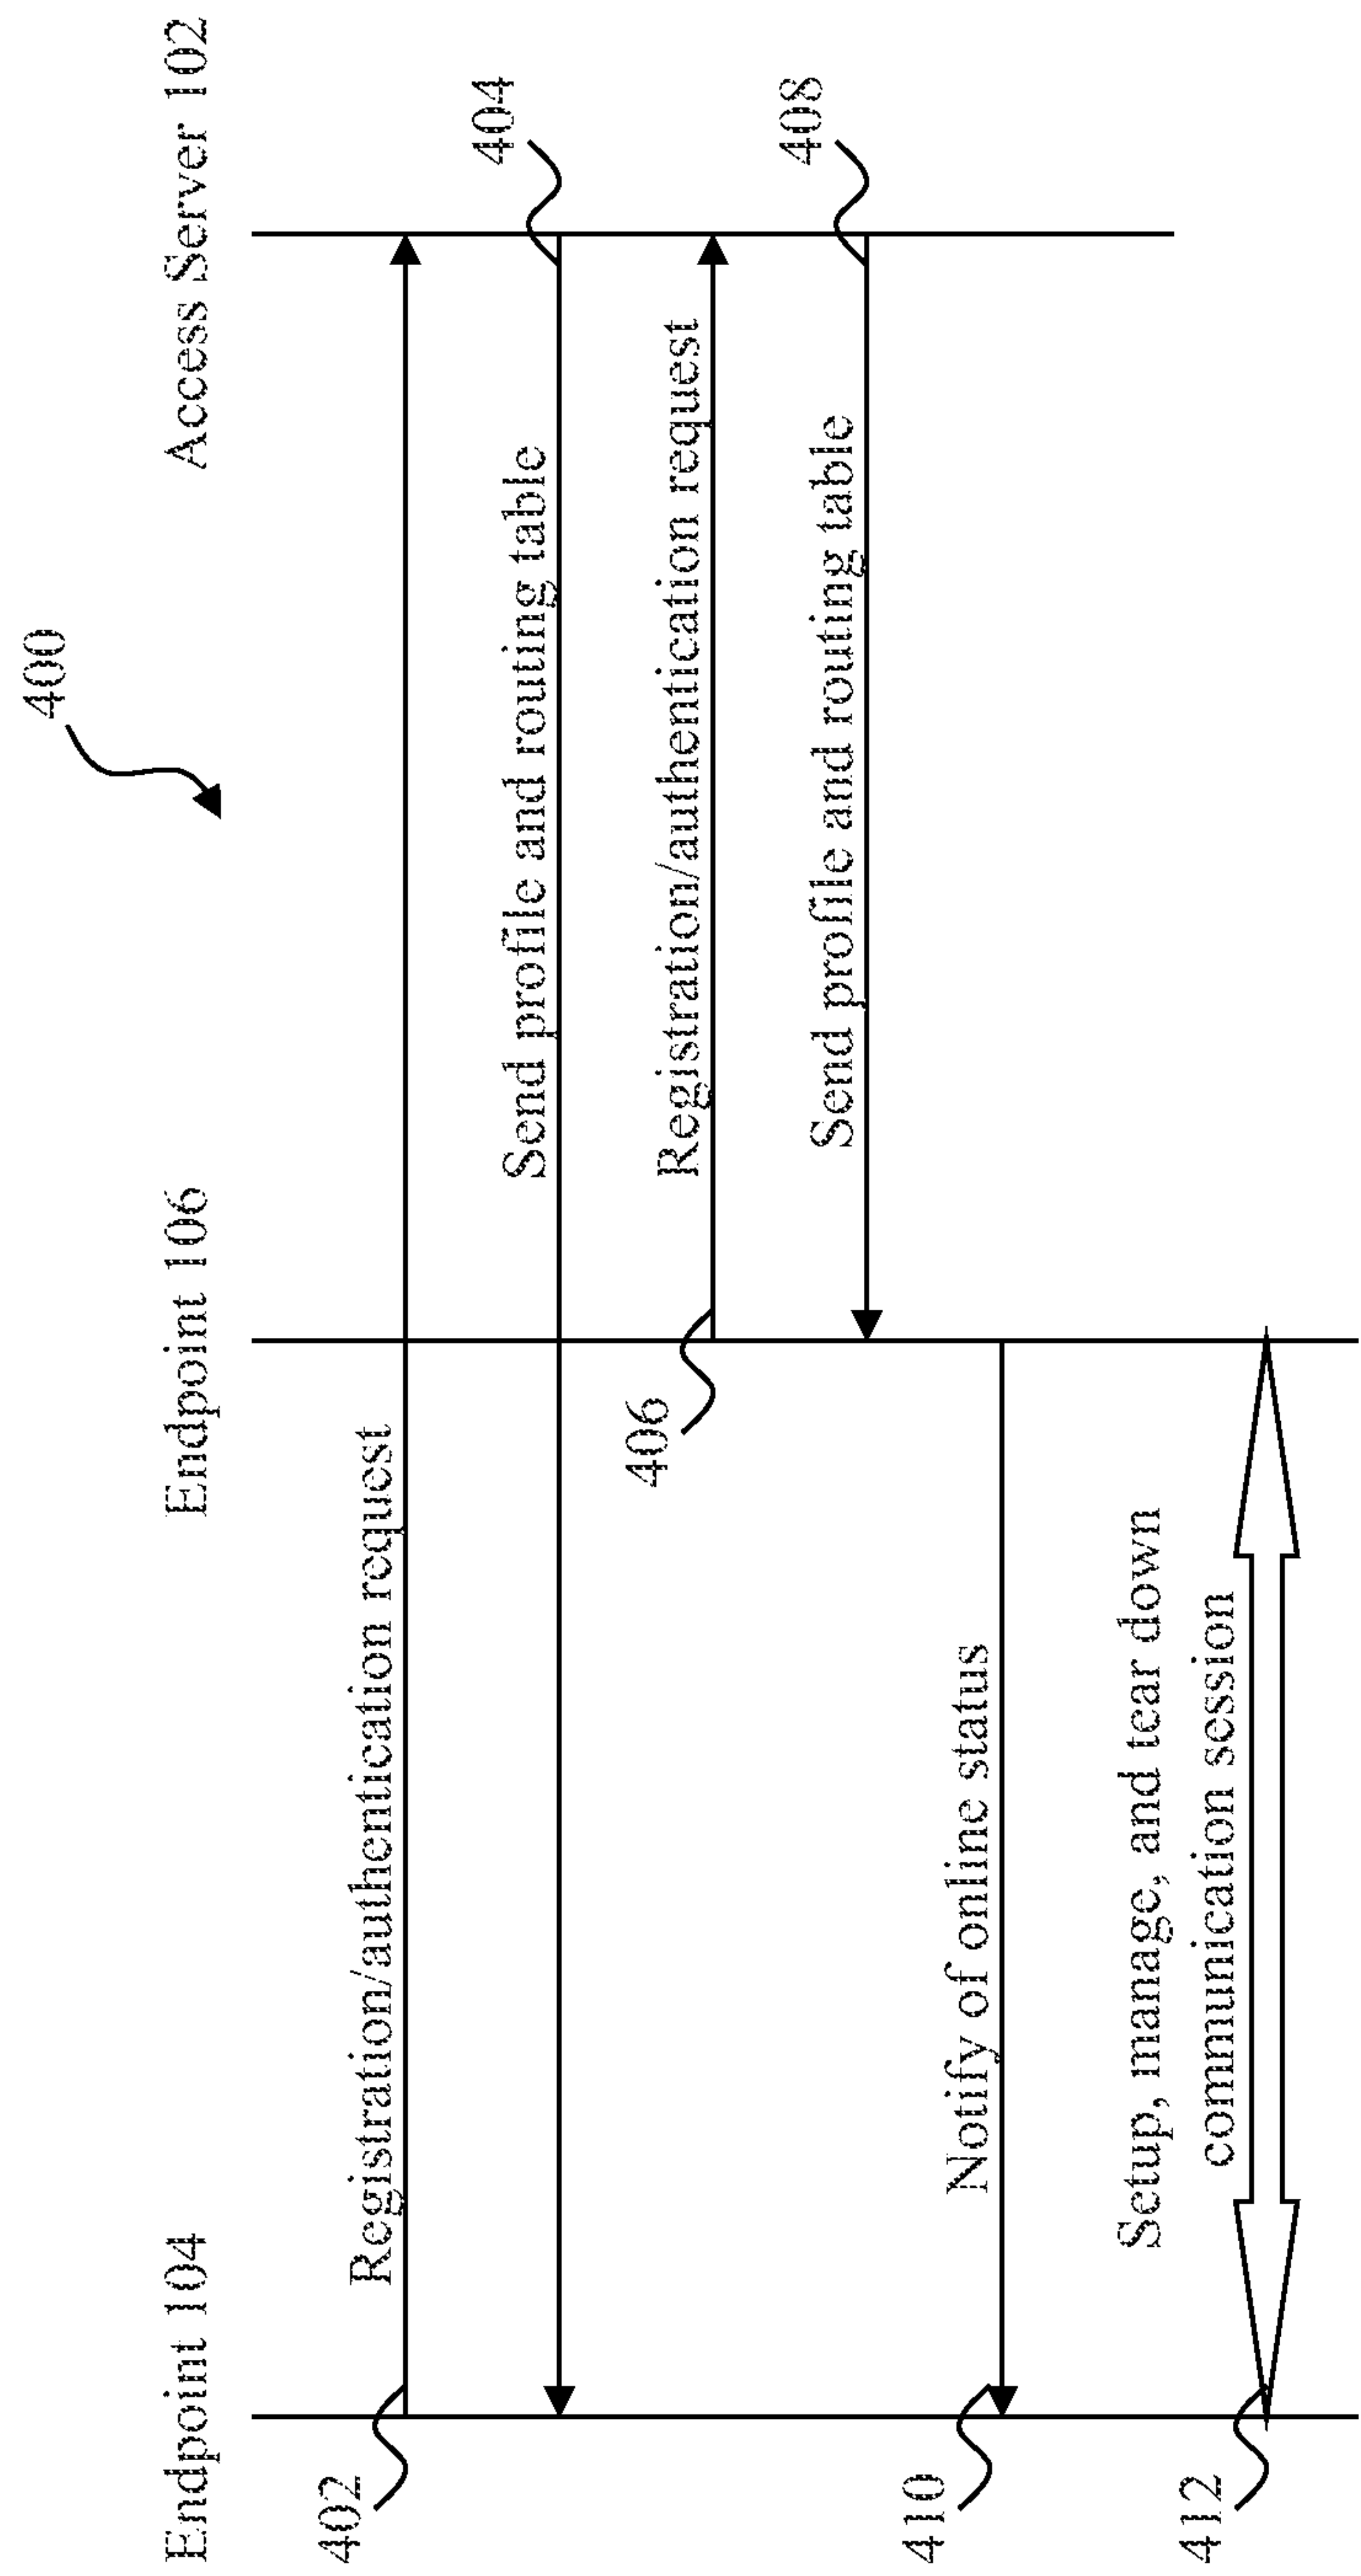 400
Endpoint 104
Endpoint 106
Access Server 102
402
Registration/authentication request
404
Send profile and routing table
406
Registration/authentication request
408
Send profile and routing table
410
Notify of online status
412
Setup, manage, and tear down
communication session